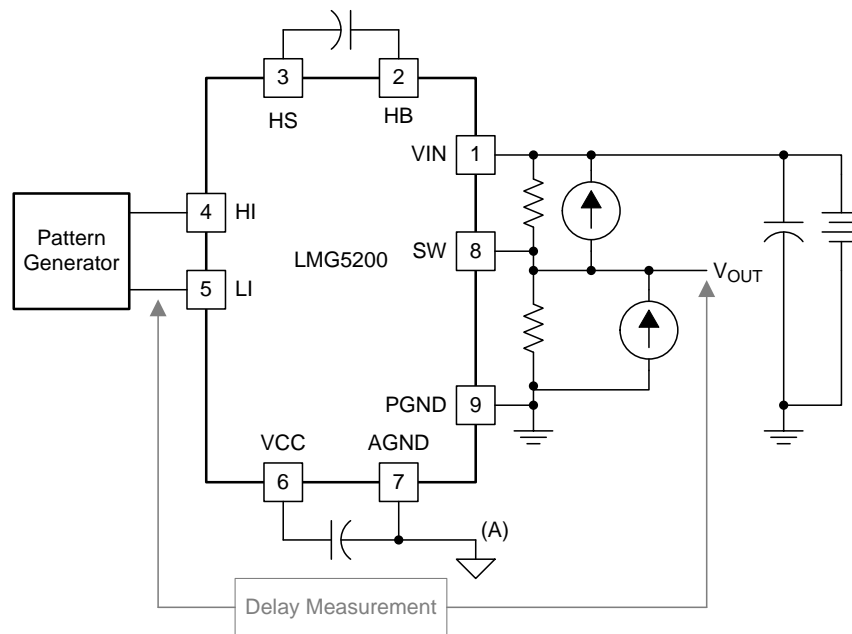 3
2
HS
HB
VIN
1
Pattern
Generator
4
HI
5
LI
LMG5200
SW
8
V_OUT
PGND
9
VCC
AGND
6
7
(A)
Delay Measurement